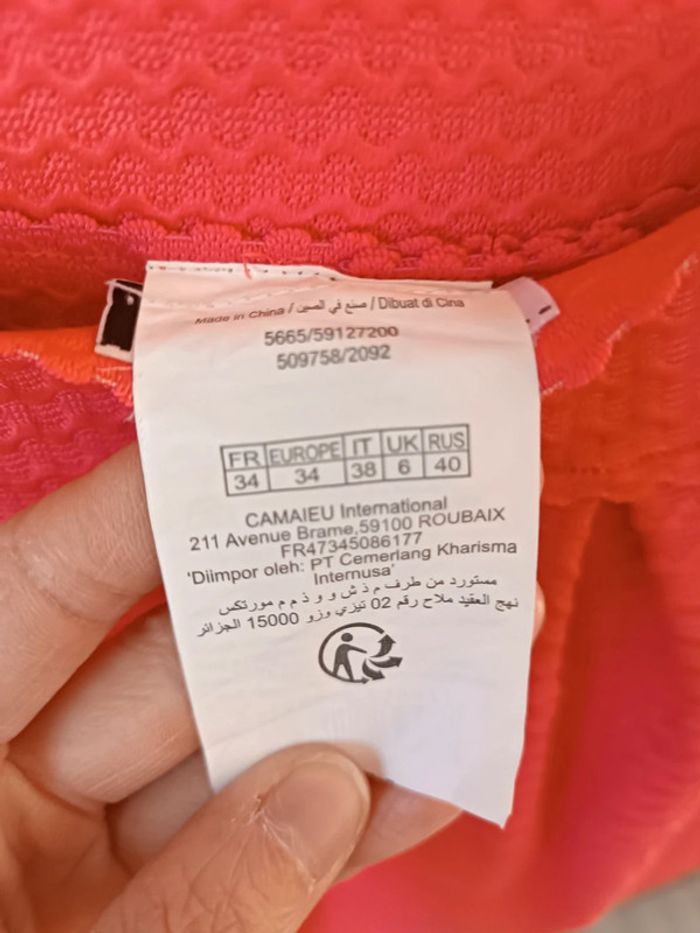 Made in China / صنع في الصين / Dibuat di Cina
5665/59127200
509758/2092
FR EUROPE IT UK RUS
34 34 38 6 40
CAMAIEU International
211 Avenue Brame,59100 ROUBAIX
FR47345086177
'Diimpor oleh: PT Cemerlang Kharisma
Internusa'
مستورد من طرف م ذ ش و و ذ م م مورتكس
نهج العقيد ملاح رقم 02 تيزي وزو 15000 الجزائر